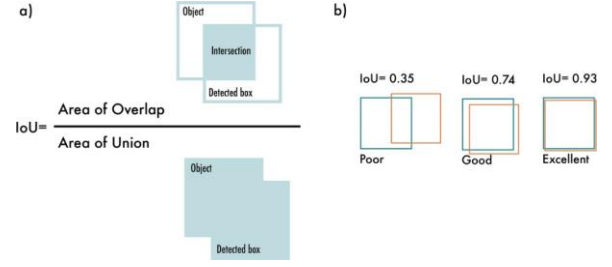 a)
Object
Intersection
Detected box
IoU=
Area of Overlap
Area of Union
Object
Detected box
b)
IoU= 0.35
IoU= 0.74
IoU= 0.93
Poor
Good
Excellent